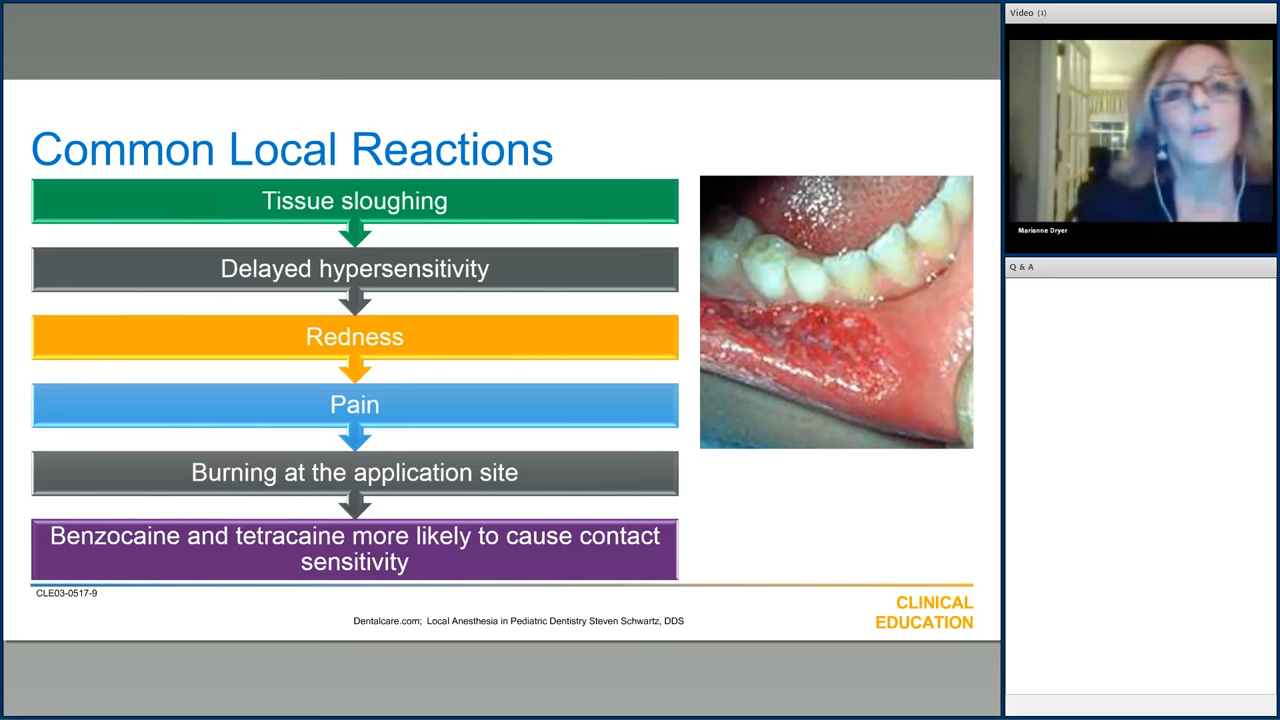 Common Local Reactions
Tissue sloughing
Delayed hypersensitivity
Redness
Pain
Burning at the application site
Benzocaine and tetracaine more likely to cause contact
sensitivity
CLE03-0517-9
Dentalcare.com; Local Anesthesia in Pediatric Dentistry Steven Schwartz, DDS
CLINICAL
EDUCATION
Video (1)
Marianne Dryer
Q & A